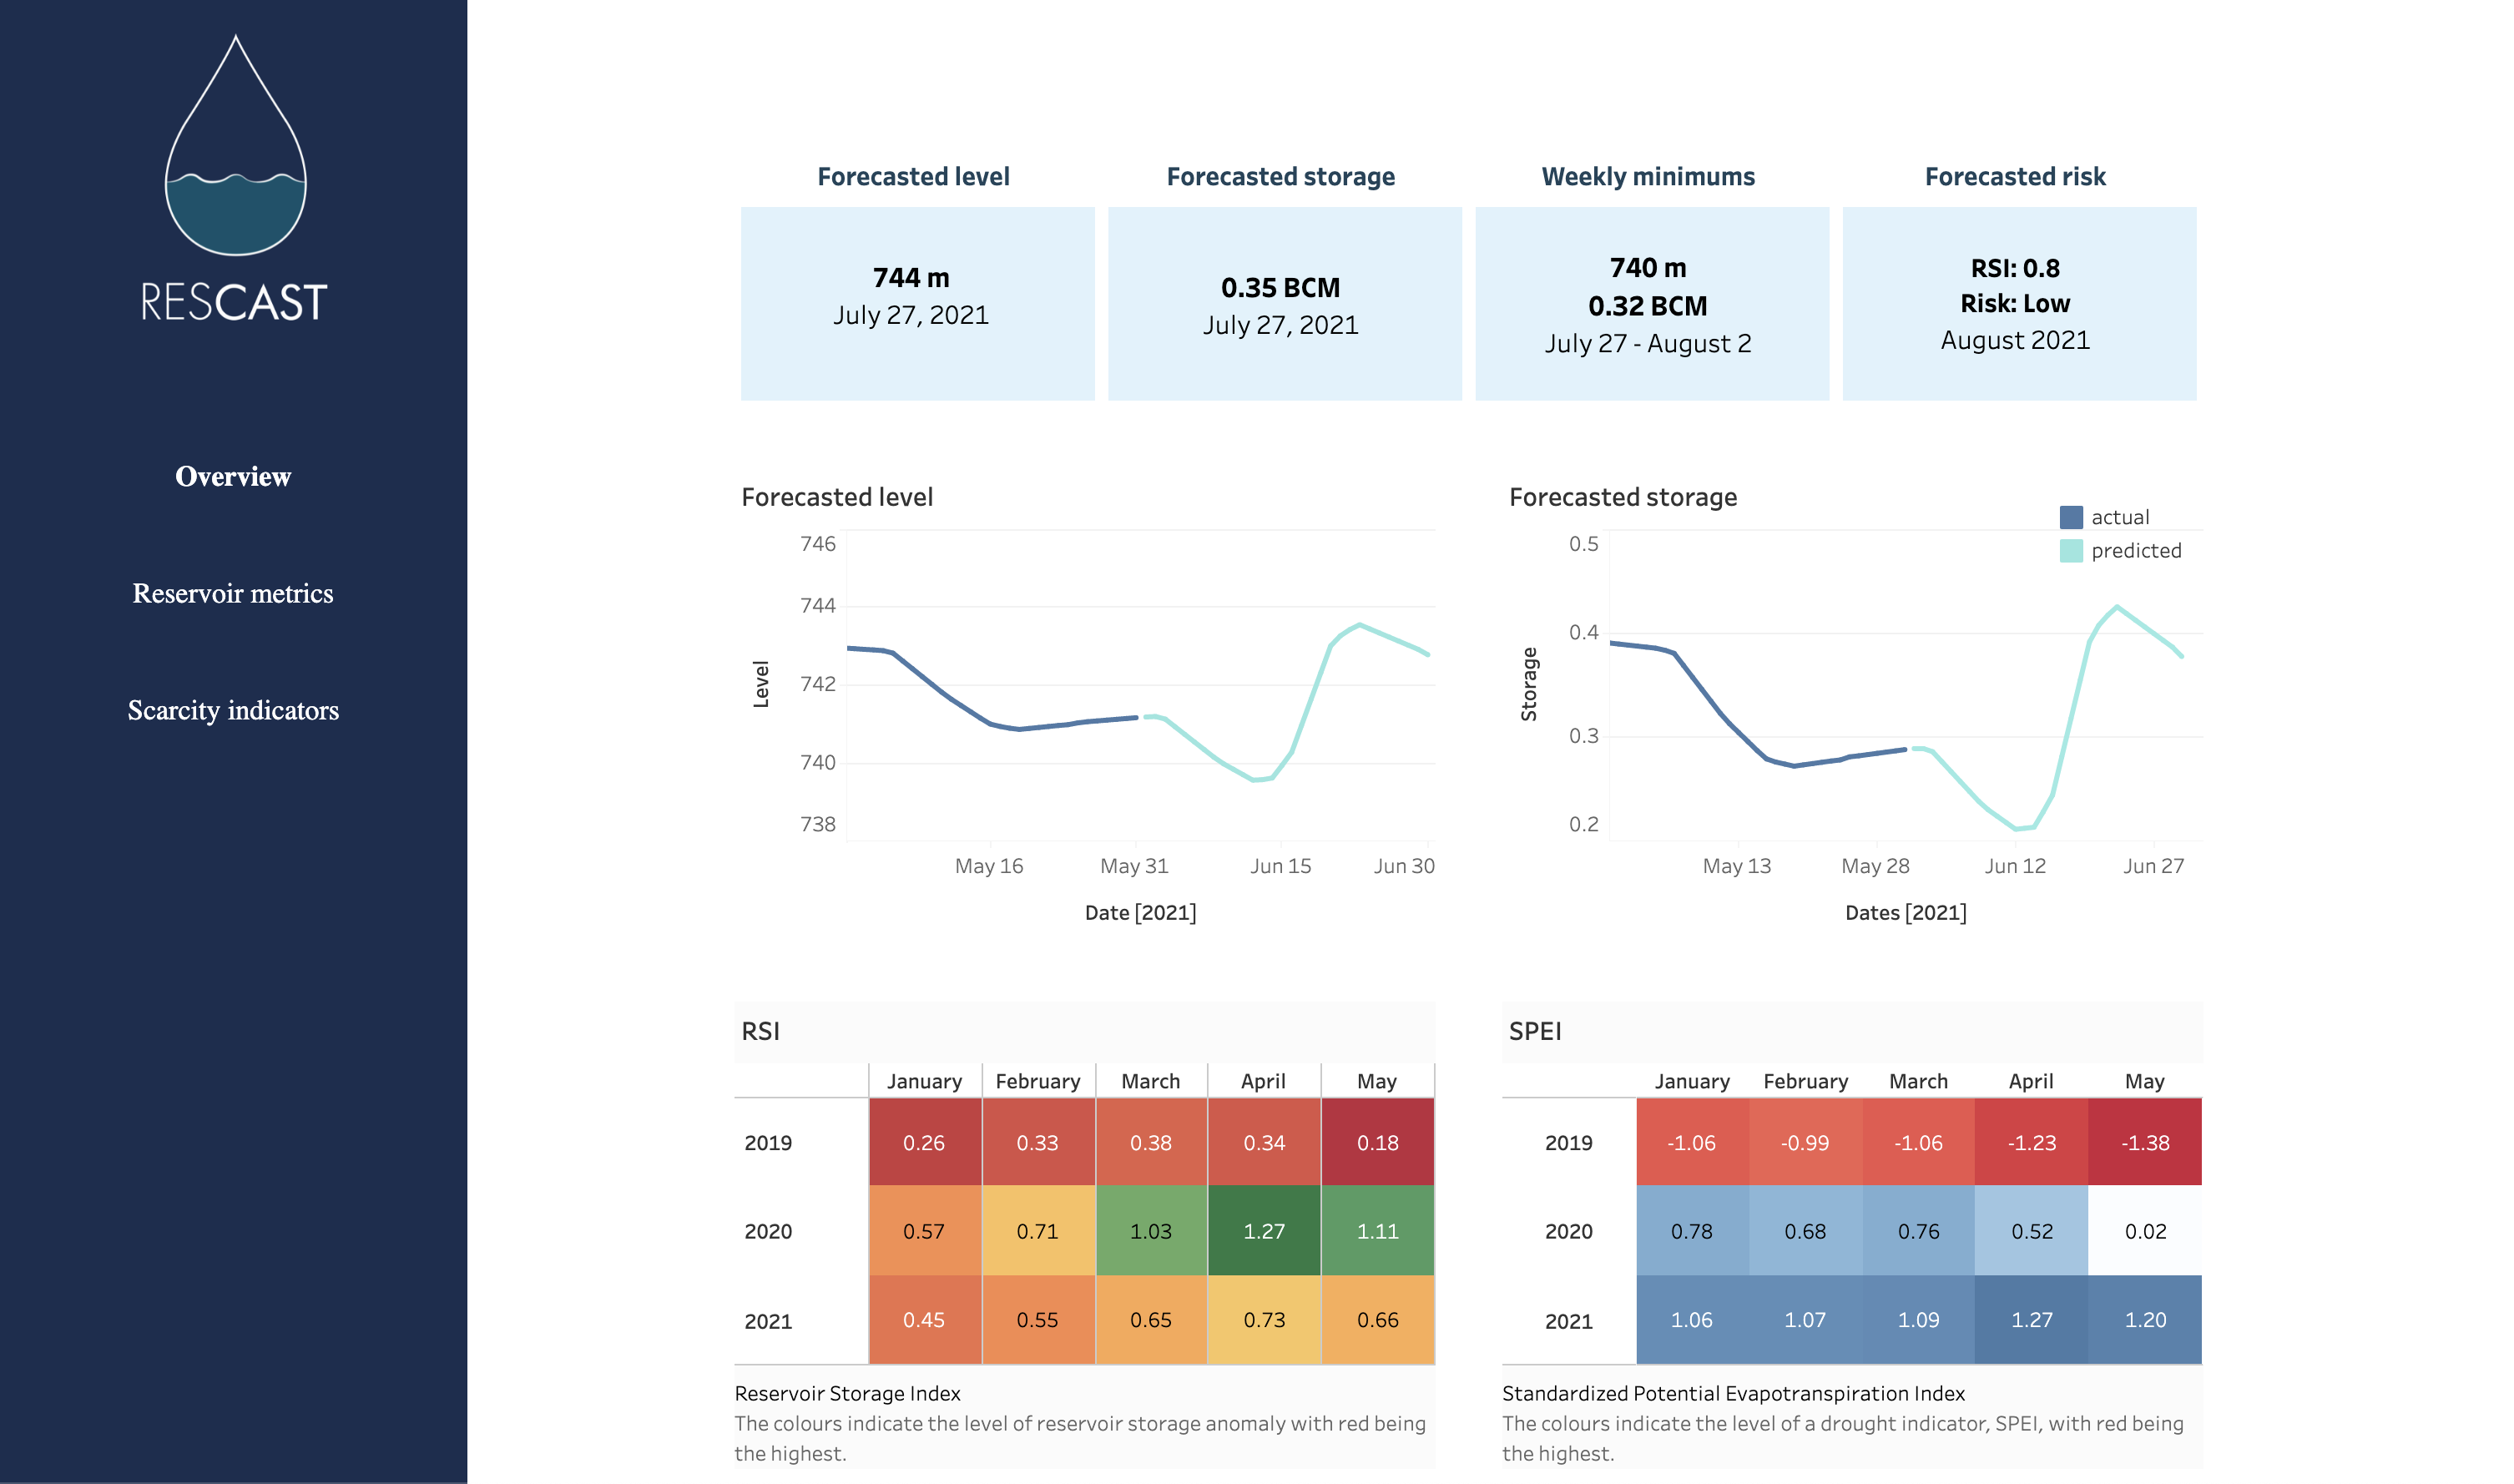 RESCAST
Overview
Reservoir metrics
Scarcity indicators
Forecasted level
744 m
July 27, 2021
Forecasted storage
0.35 BCM
July 27, 2021
Weekly minimums
740 m
0.32 BCM
July 27 - August 2
Forecasted risk
RSI: 0.8
Risk: Low
August 2021
Forecasted level
746
744
742
740
738
Level
May 16 May 31 Jun 15 Jun 30
Date [2021]
Forecasted storage
actual
predicted
0.5
0.4
0.3
0.2
Storage
May 13 May 28 Jun 12 Jun 27
Dates [2021]
RSI
January February March April May
2019 0.26 0.33 0.38 0.34 0.18
2020 0.57 0.71 1.03 1.27 1.11
2021 0.45 0.55 0.65 0.73 0.66
Reservoir Storage Index
The colours indicate the level of reservoir storage anomaly with red being
the highest.
SPEI
January February March April May
2019 -1.06 -0.99 -1.06 -1.23 -1.38
2020 0.78 0.68 0.76 0.52 0.02
2021 1.06 1.07 1.09 1.27 1.20
Standardized Potential Evapotranspiration Index
The colours indicate the level of a drought indicator, SPEI, with red being
the highest.